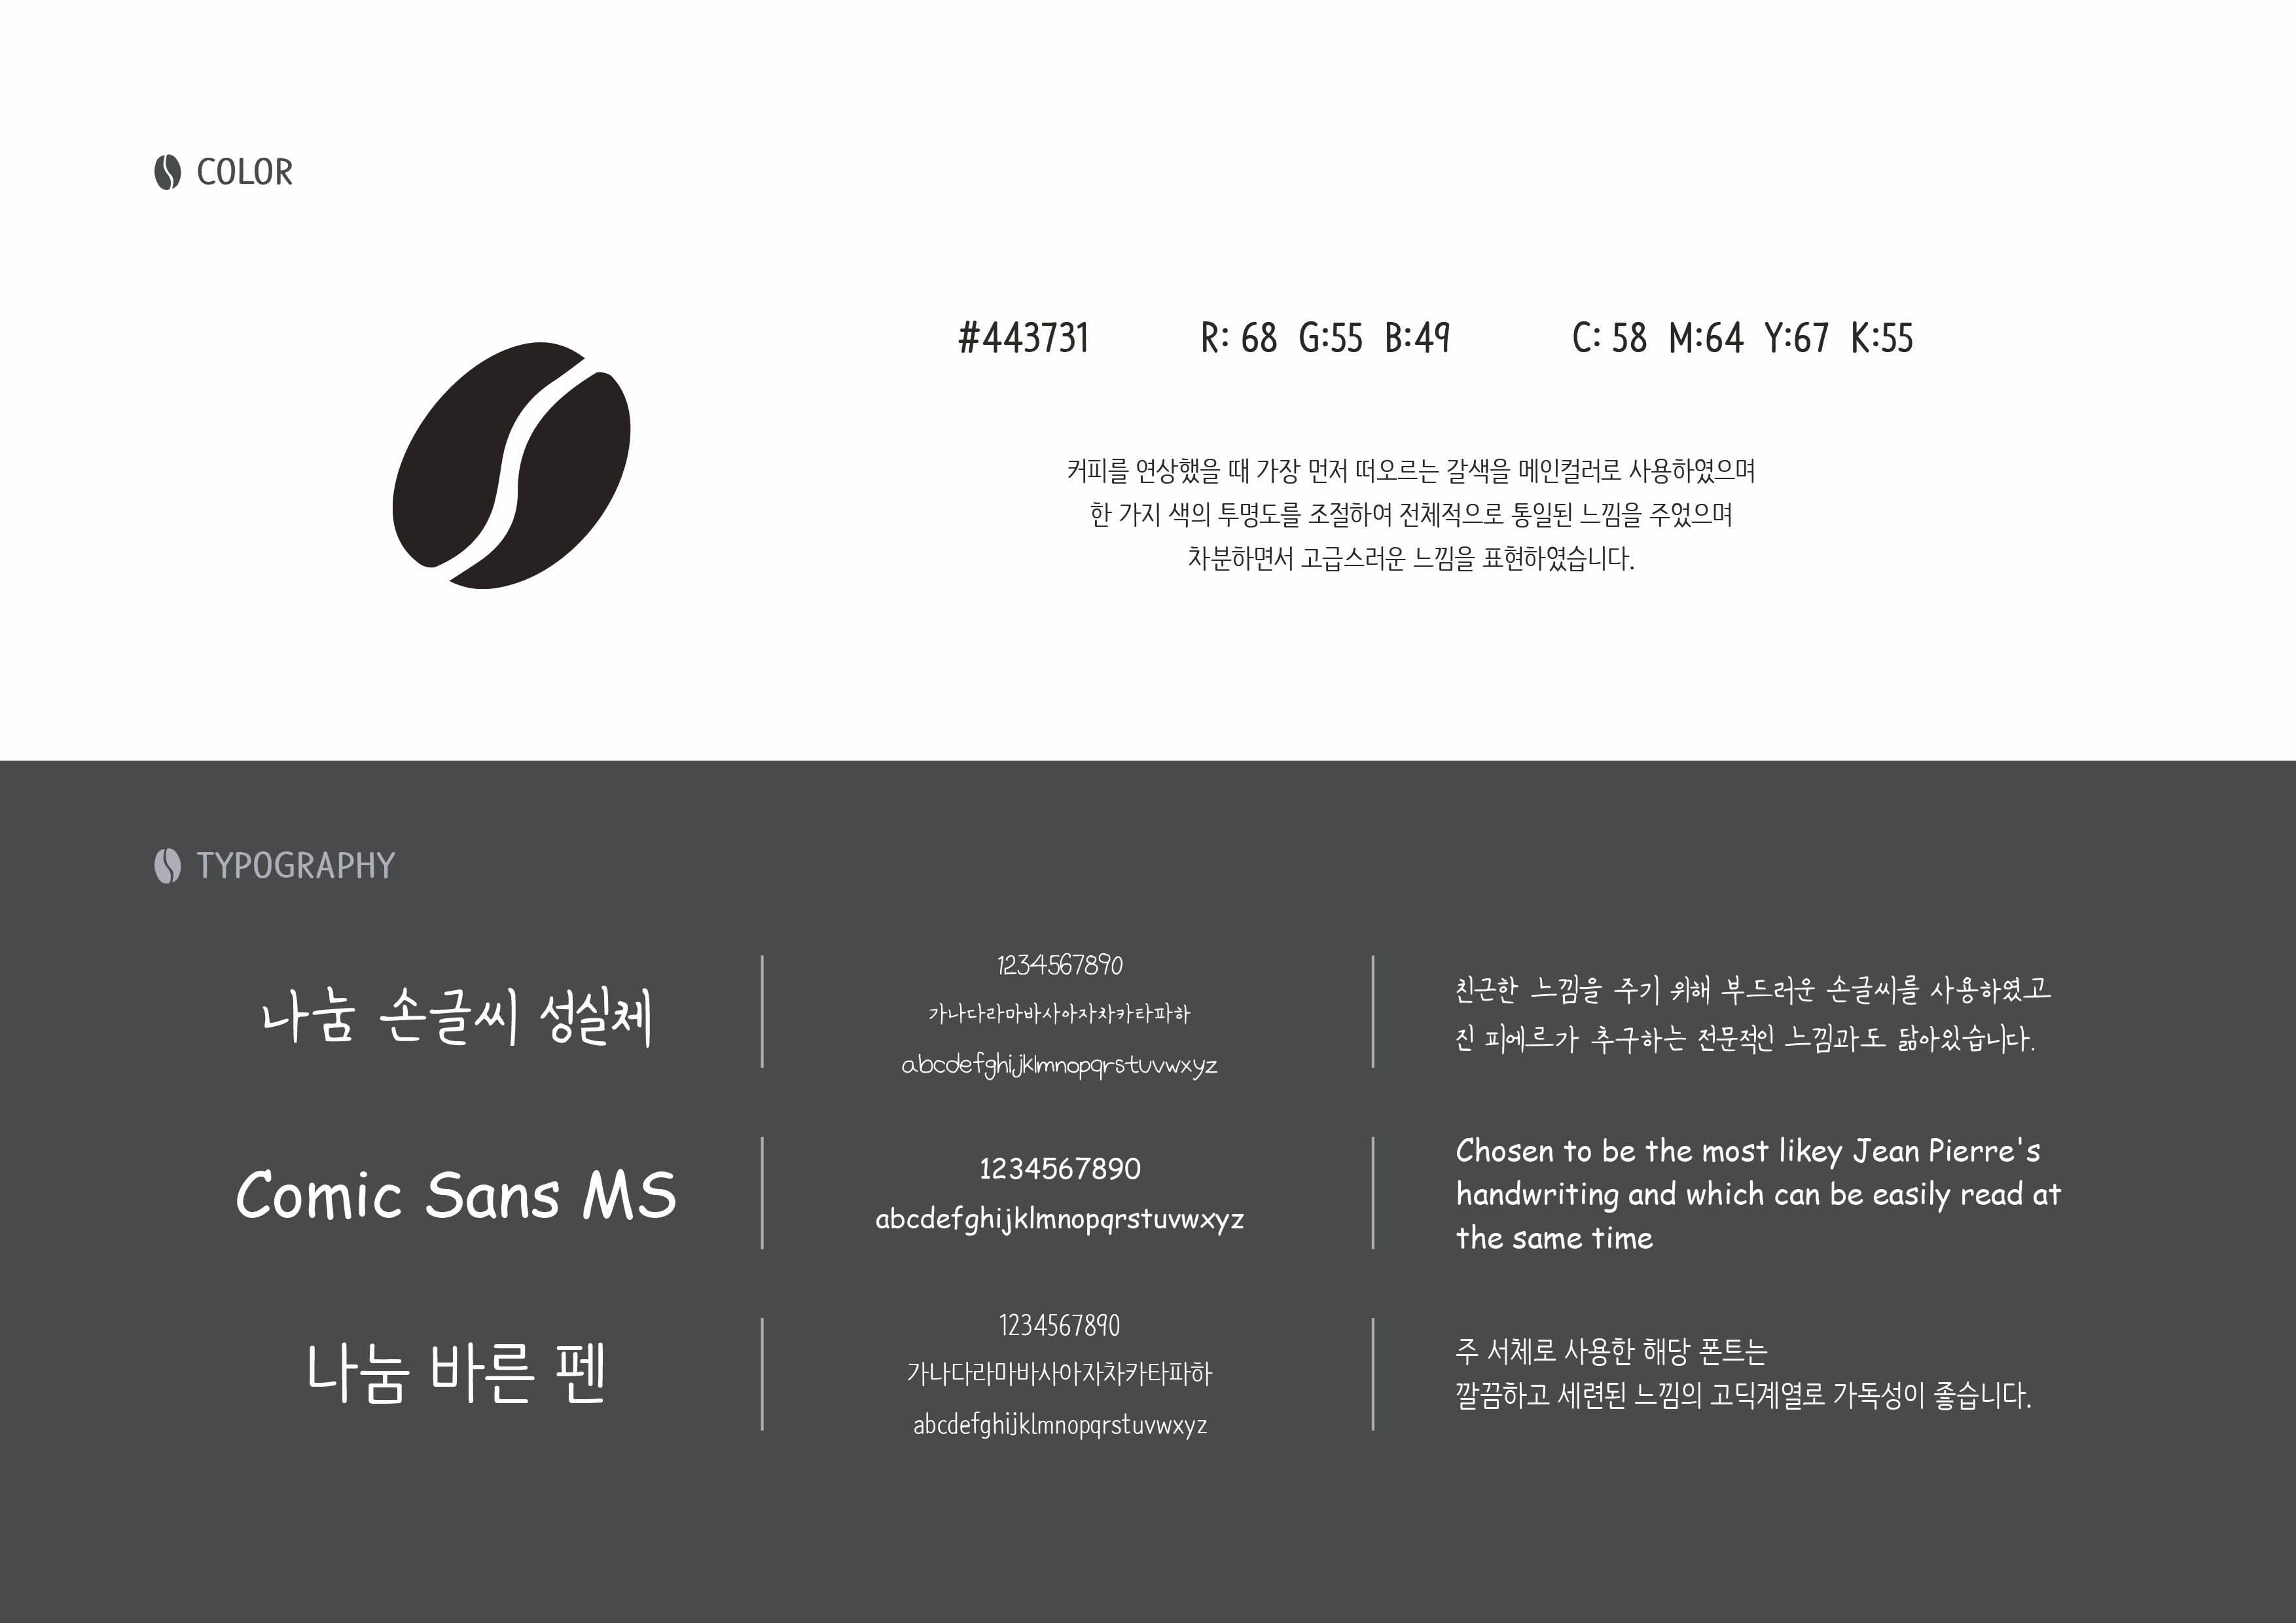 COLOR
#443731 R: 68 G:55 B:49 C: 58 M:64 Y:67 K:55
커피를 연상했을 때 가장 먼저 떠오르는 갈색을 메인컬러로 사용하였으며
한 가지 색의 투명도를 조절하여 전체적으로 통일된 느낌을 주었으며
차분하면서 고급스러운 느낌을 표현하였습니다.
TYPOGRAPHY
나눔 손글씨 성실체
1234567890
가나다라마바사아자차카타파하
abcdefghijklmnopqrstuvwxyz
친근한 느낌을 주기 위해 부드러운 손글씨를 사용하였고
진 피에르가 추구하는 전문적인 느낌과도 닮아있습니다.
Comic Sans MS
1234567890
abcdefghijklmnopqrstuvwxyz
Chosen to be the most likey Jean Pierre's
handwriting and which can be easily read at
the same time
나눔 바른 펜
1234567890
가나다라마바사아자차카타파하
abcdefghijklmnopqrstuvwxyz
주 서체로 사용한 해당 폰트는
깔끔하고 세련된 느낌의 고딕계열로 가독성이 좋습니다.